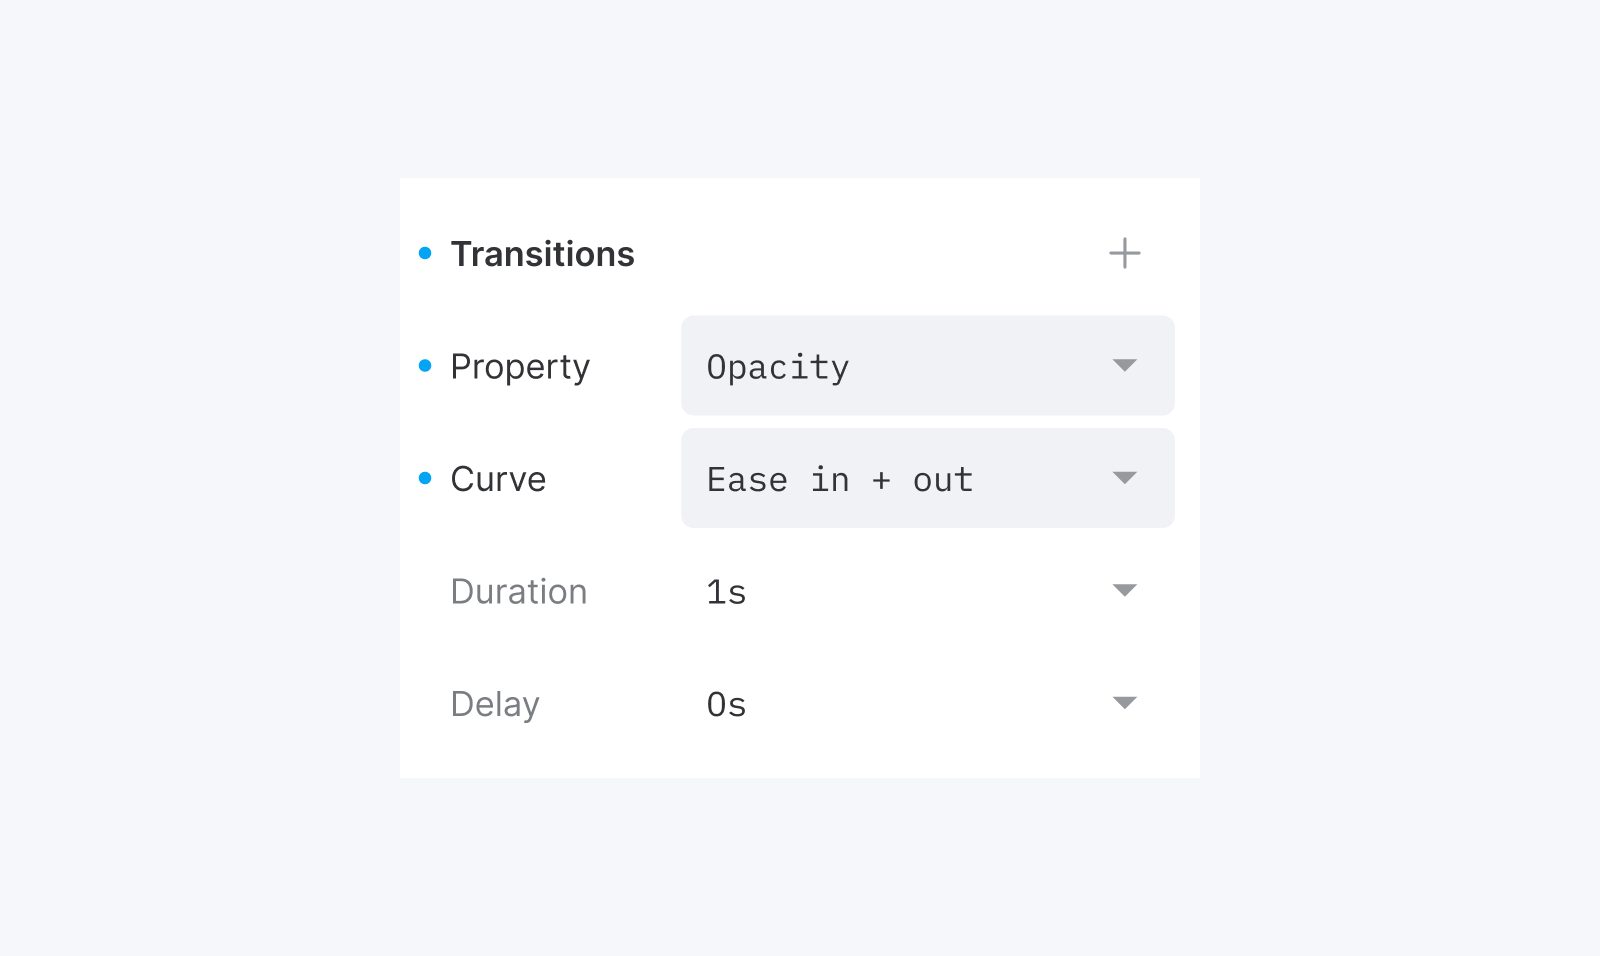 Transitions
Property Opacity
Curve Ease in + out
Duration 1s
Delay 0s